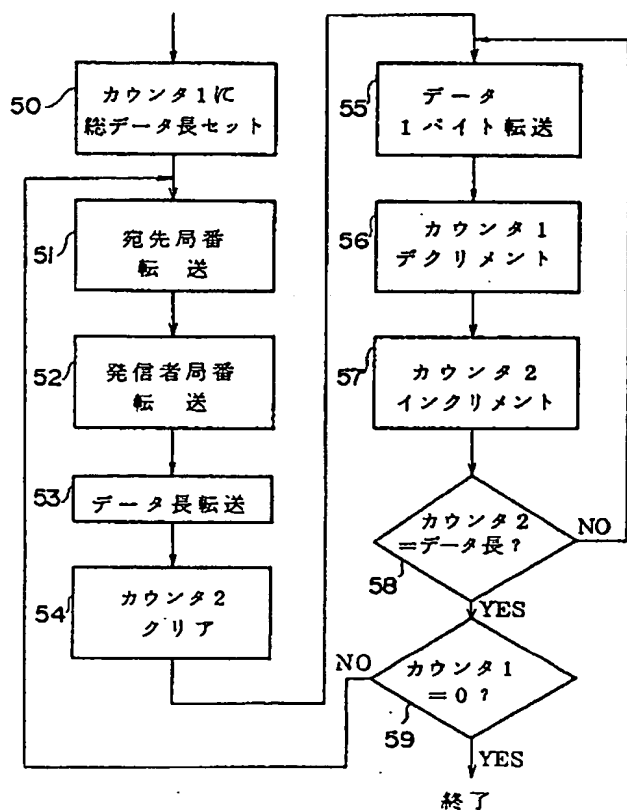 50
カウンタ1に
総データ長セット
51
宛先局番
転送
52
発信者局番
転送
53
データ長転送
54
カウンタ2
クリア
55
データ
1バイト転送
56
カウンタ1
デクリメント
57
カウンタ2
インクリメント
58
カウンタ2
=データ長?
NO
YES
59
カウンタ1
=0?
NO
YES
終了